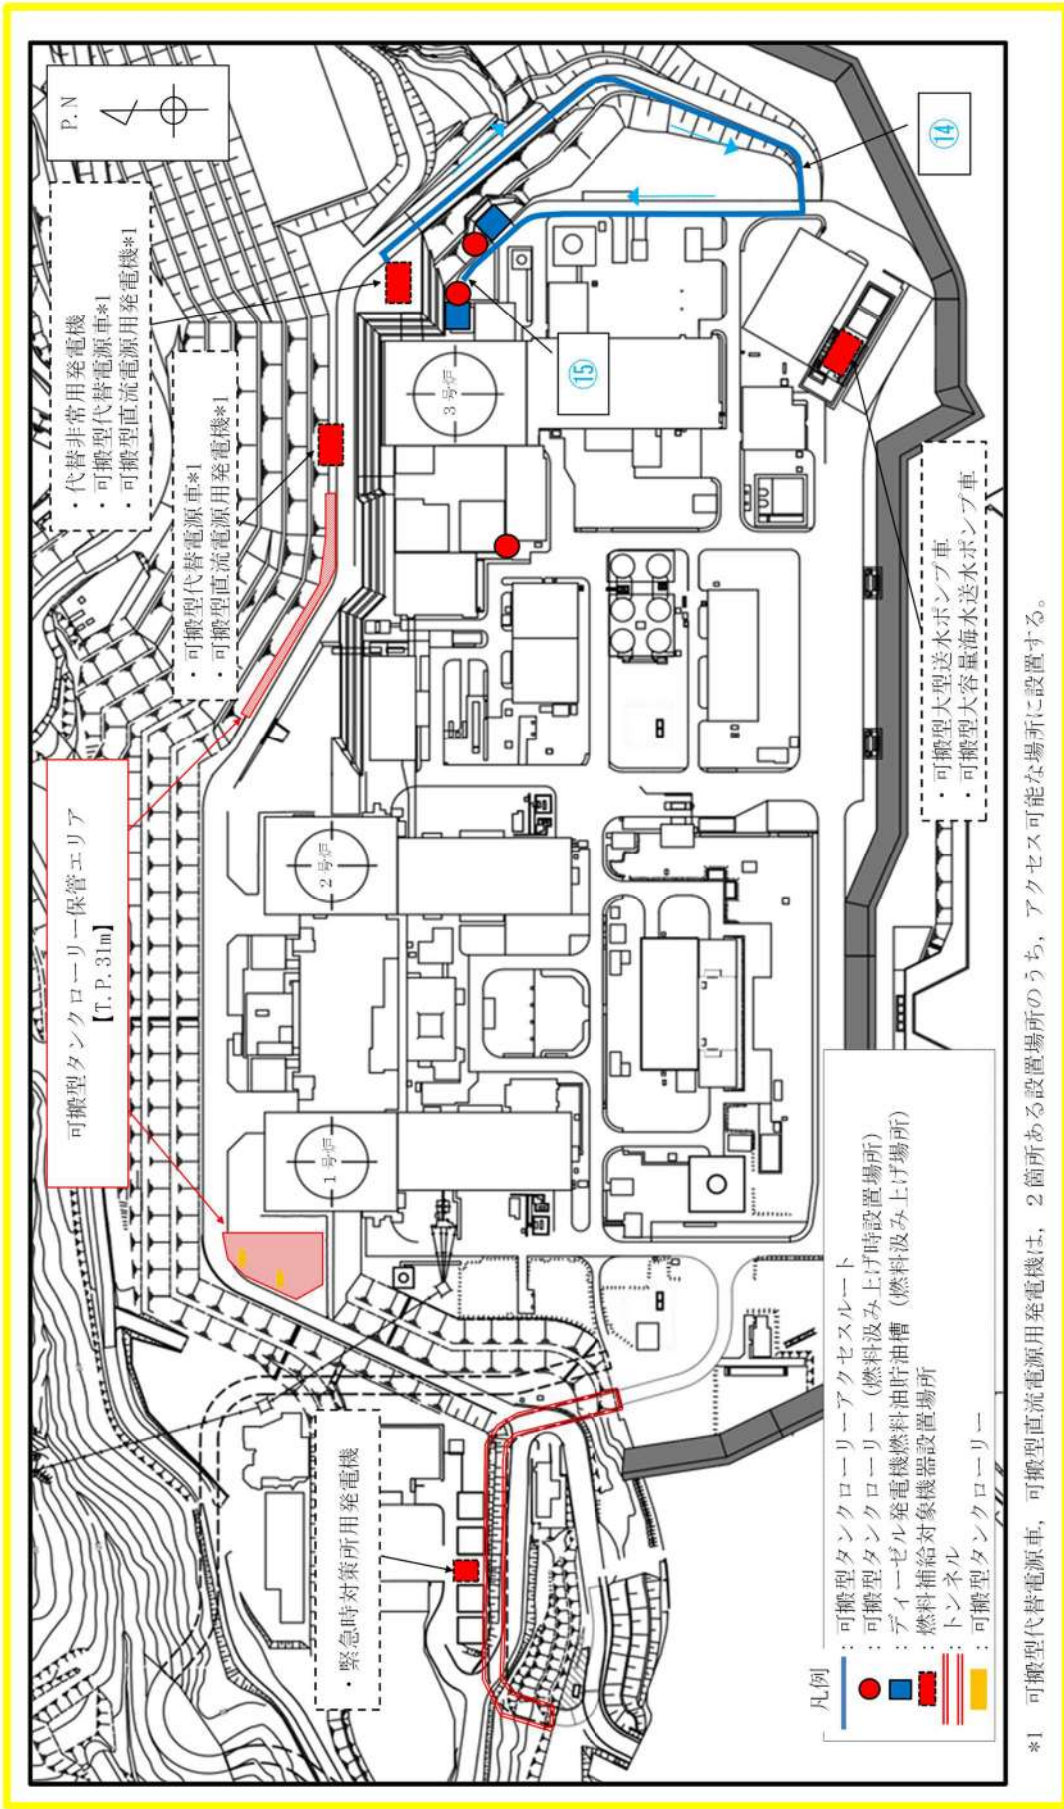 P.N
・代替非常用発電機
・可搬型代替電源車*1
・可搬型直流電源用発電機*1
・可搬型代替電源車*1
・可搬型直流電源用発電機*1
可搬型タンクローリー保管エリア
【T.P.31m】
・緊急時対策所用発電機
1号炉
2号炉
3号炉
⑭
⑮
・可搬型大型送水ポンプ車
・可搬型大容量海水送水ポンプ車
凡例
：可搬型タンクローリーアクセスルート
：可搬型タンクローリー（燃料汲み上げ時設置場所）
：ディーゼル発電機燃料油貯油槽（燃料汲み上げ場所）
：燃料補給対象機器設置場所
：トンネル
：可搬型タンクローリー
*1　可搬型代替電源車，可搬型直流電源用発電機は，2箇所ある設置場所のうち，アクセス可能な場所に設置する。